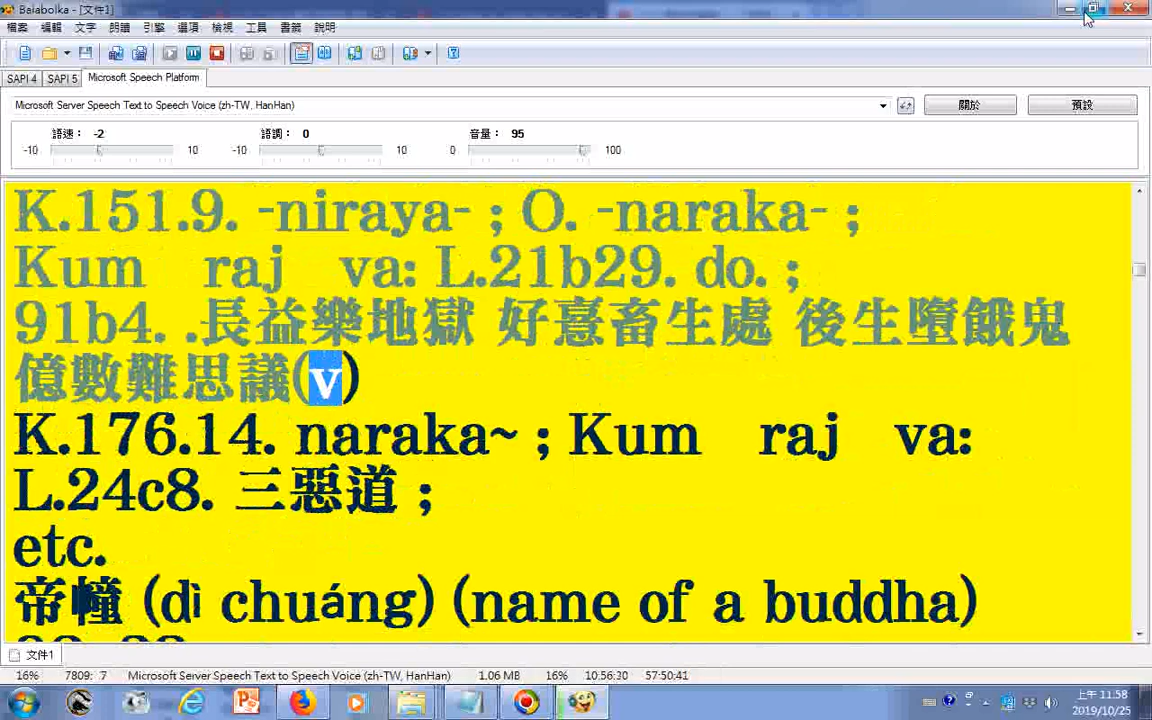 Balabolka - [文件1]
檔案 編輯 文字 朗讀 引擎 選項 檢視 工具 書籤 說明
SAPI 4 SAPI 5 Microsoft Speech Platform
Microsoft Server Speech Text to Speech Voice (zh-TW, HanHan) 關於 預設
語速： -2 語調： 0 音量： 95
-10 10 -10 10 0 100
K.151.9. -niraya- ; O. -naraka- ;
Kum raj va: L.21b29. do. ;
91b4. .長益樂地獄 好憙畜生處 後生墮餓鬼
億數難思議(v)
K.176.14. naraka~ ; Kum raj va:
L.24c8. 三惡道 ;
etc.
帝幢 (dì chuáng) (name of a buddha)
文件1
16% 7809: 7 Microsoft Server Speech Text to Speech Voice (zh-TW, HanHan) 1.06 MB 16% 10:56:30 57:50:41
上午 11:58
2019/10/25